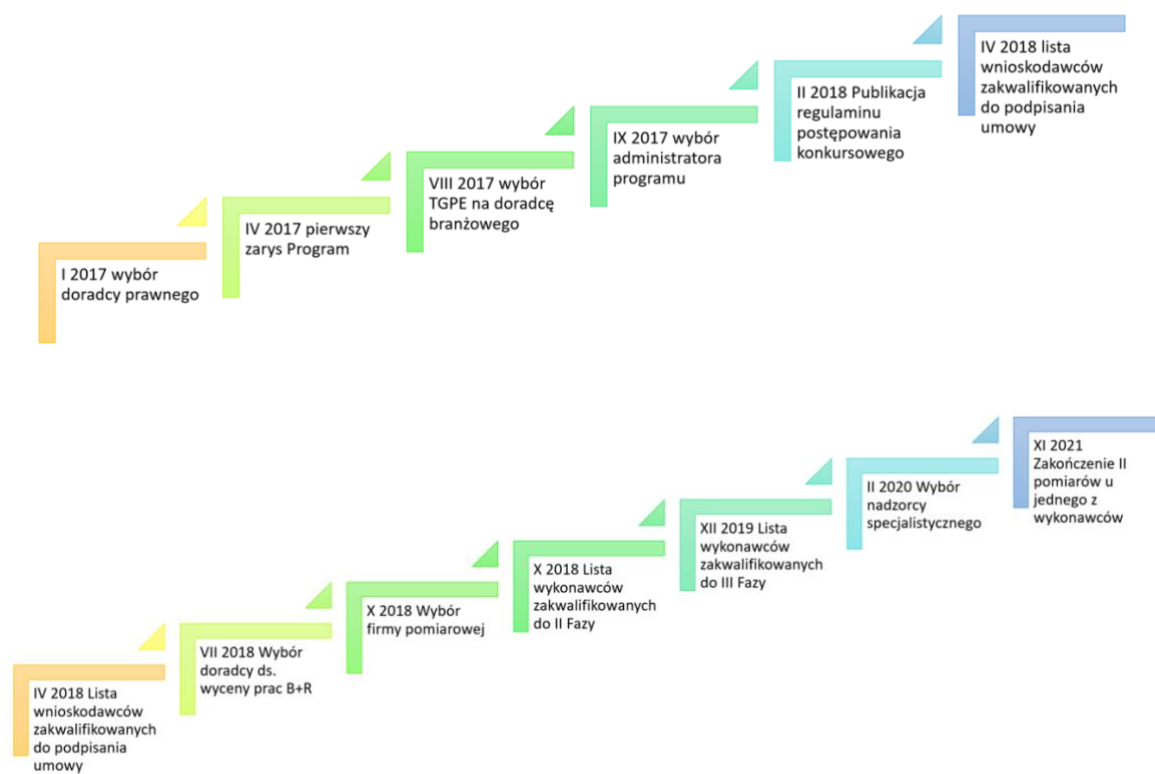 I 2017 wybór
doradcy prawnego
IV 2017 pierwszy
zarys Program
VIII 2017 wybór
TGPE na doradcę
branżowego
IX 2017 wybór
administratora
programu
II 2018 Publikacja
regulaminu
postępowania
konkursowego
IV 2018 lista
wnioskodawców
zakwalifikowanych
do podpisania
umowy
IV 2018 Lista
wnioskodawców
zakwalifikowanych
do podpisania
umowy
VII 2018 Wybór
doradcy ds.
wyceny prac B+R
X 2018 Wybór
firmy pomiarowej
X 2018 Lista
wykonawców
zakwalifikowanych
do II Fazy
XII 2019 Lista
wykonawców
zakwalifikowanych
do III Fazy
II 2020 Wybór
nadzorcy
specjalistycznego
XI 2021
Zakończenie II
pomiarów u
jednego z
wykonawców